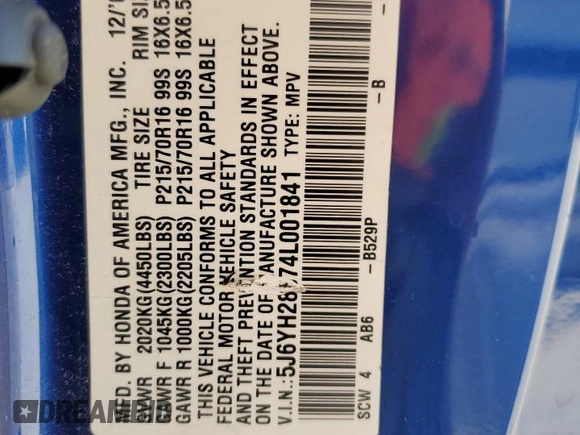 MFD. BY HONDA OF AMERICA MFG., INC. 12/
GVWR 2020KG(4450LBS) TIRE SIZE RIM SI
GAWR F 1045KG(2300LBS) P215/70R16 99S 16X6.5
GAWR R 1000KG(2205LBS) P215/70R16 99S 16X6.5
THIS VEHICLE CONFORMS TO ALL APPLICABLE
FEDERAL MOTOR VEHICLE SAFETY
AND THEFT PREVENTION STANDARDS IN EFFECT
ON THE DATE OF MANUFACTURE SHOWN ABOVE.
V.I.N.: TYPE: MPV
SCW 4 AB6 -B529P -B
DREAMBID